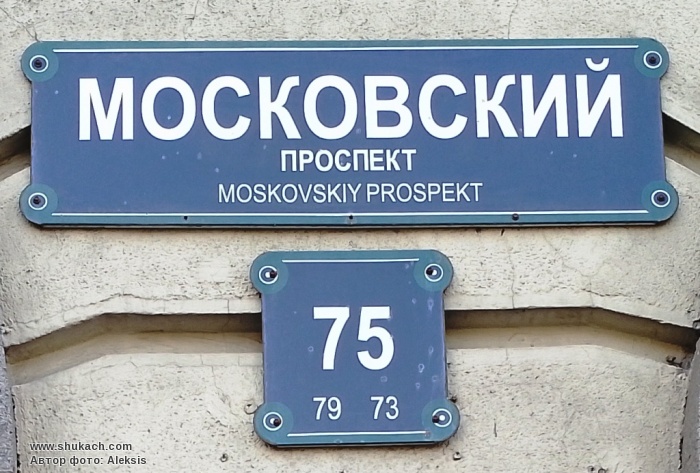 МОСКОВСКИЙ
ПРОСПЕКТ
MOSKOVSKIY PROSPEKT
75
79 73
www.shukach.com
Автор фото: Aleksis